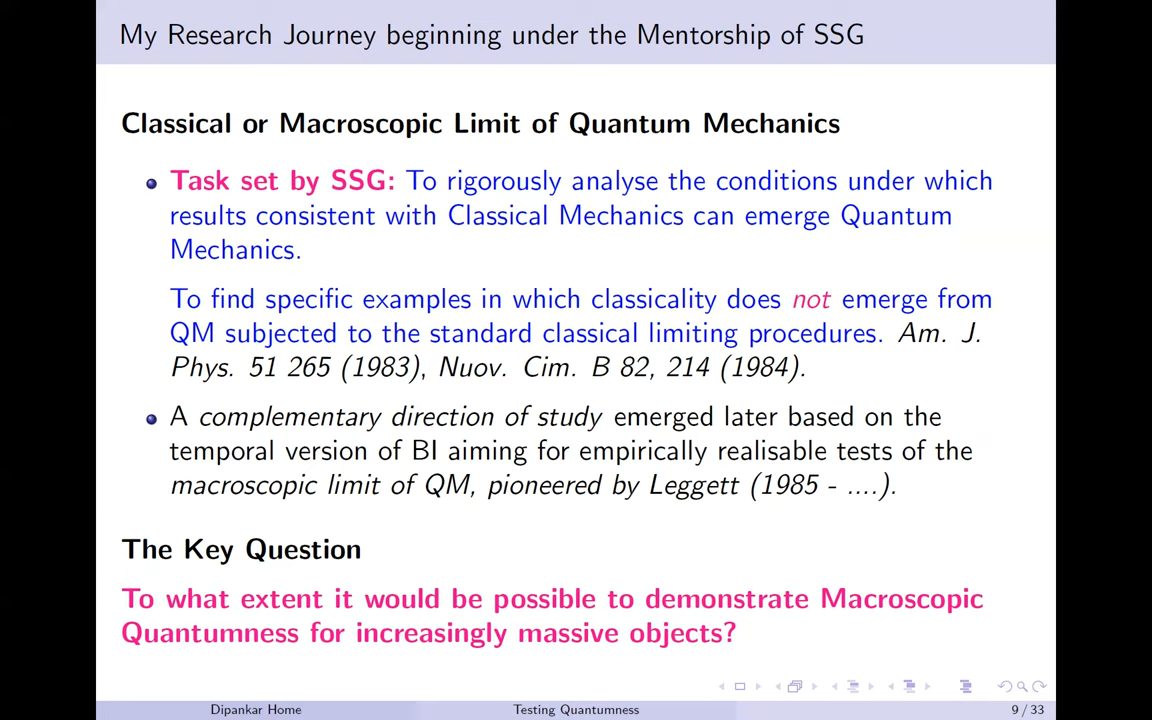 My Research Journey beginning under the Mentorship of SSG
Classical or Macroscopic Limit of Quantum Mechanics
Task set by SSG: To rigorously analyse the conditions under which
results consistent with Classical Mechanics can emerge Quantum
Mechanics.
To find specific examples in which classicality does not emerge from
QM subjected to the standard classical limiting procedures. Am. J.
Phys. 51 265 (1983), Nuov. Cim. B 82, 214 (1984).
A complementary direction of study emerged later based on the
temporal version of BI aiming for empirically realisable tests of the
macroscopic limit of QM, pioneered by Leggett (1985 - ....).
The Key Question
To what extent it would be possible to demonstrate Macroscopic
Quantumness for increasingly massive objects?
Dipankar Home Testing Quantumness 9 / 33